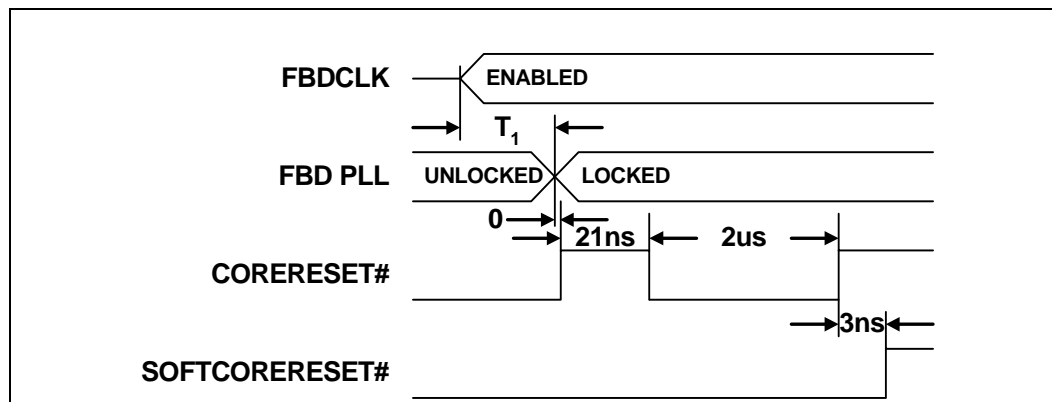 FBDCLK
ENABLED
T1
FBD PLL
UNLOCKED
LOCKED
0
21ns
2us
CORERESET#
3ns
SOFTCORERESET#